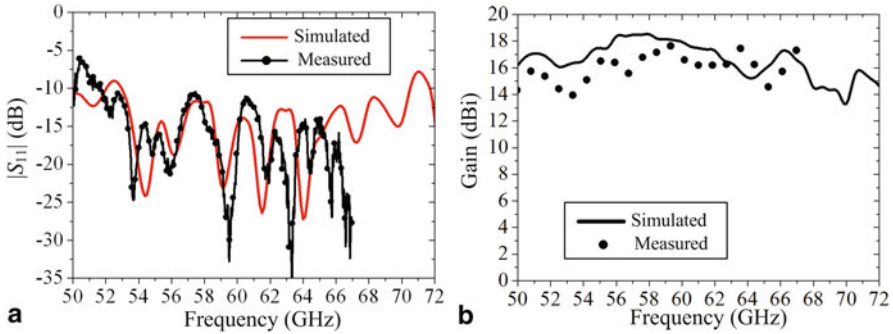 0
-5
-10
-15
-20
-25
-30
-35
|S11| (dB)
Simulated
Measured
50 52 54 56 58 60 62 64 66 68 70 72
Frequency (GHz)
a
20
18
16
14
12
10
8
6
4
2
0
Gain (dBi)
Simulated
Measured
50 52 54 56 58 60 62 64 66 68 70 72
Frequency (GHz)
b